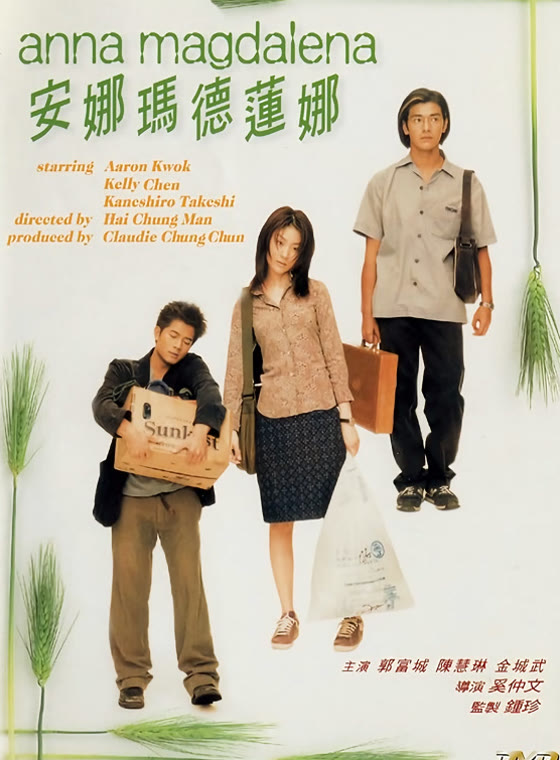 anna magdalena
安娜瑪德蓮娜
starring Aaron Kwok
Kelly Chen
Kaneshiro Takeshi
directed by Hai Chung Man
produced by Claudie Chung Chun
Sunkist
主演 郭富城 陳慧琳 金城武
導演 奚仲文
監製 鍾珍